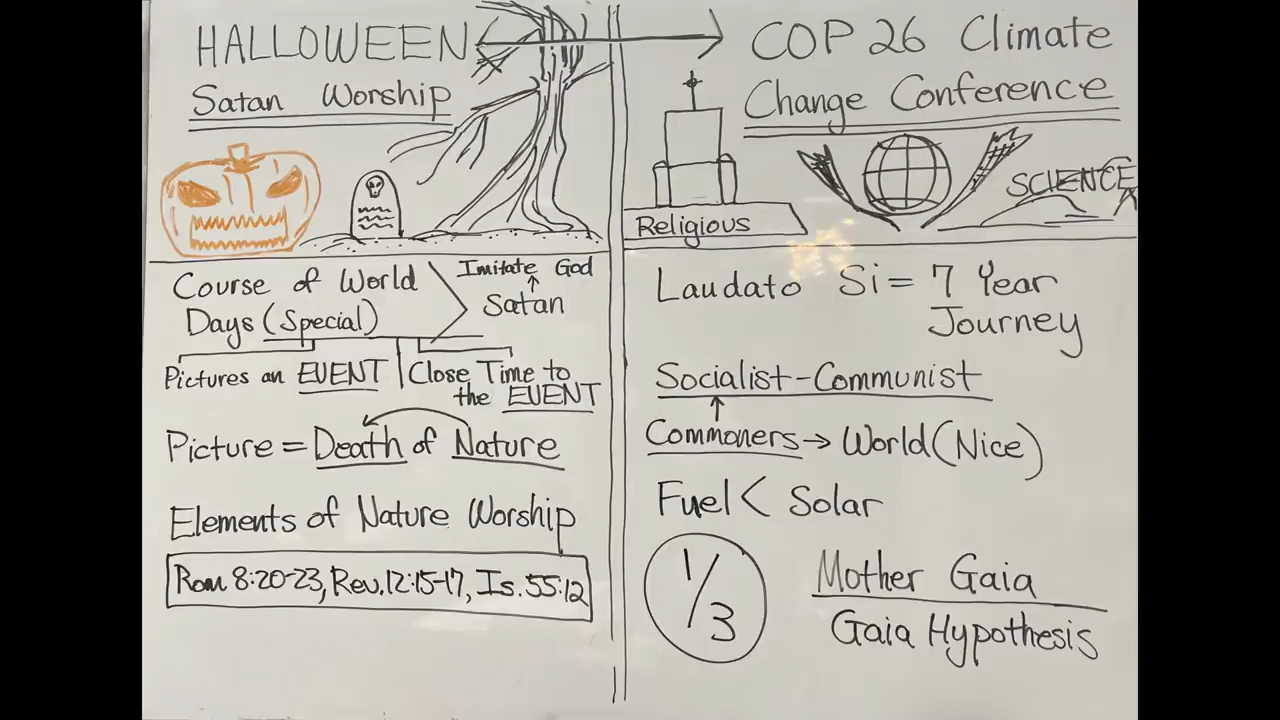 HALLOWEEN
Satan Worship
Course of World
Days (Special)
Imitate God
Satan
Pictures an EVENT
Close Time to
the EVENT
Picture = Death of Nature
Elements of Nature Worship
Rom 8:20-23, Rev. 12:15-17, Is. 55:12
COP 26 Climate
Change Conference
Religious
SCIENCE
Laudato Si = 7 Year
Journey
Socialist-Communist
Commoners → World (Nice)
Fuel < Solar
1/3
Mother Gaia
Gaia Hypothesis